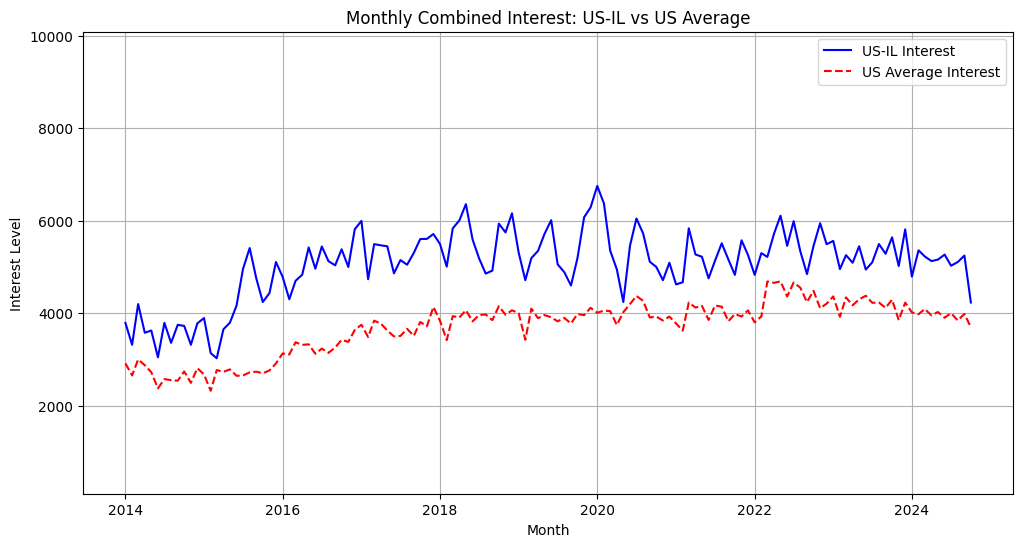 Monthly Combined Interest: US-IL vs US Average
10000
8000
6000
4000
2000
Interest Level
US-IL Interest
US Average Interest
2014 2016 2018 2020 2022 2024
Month